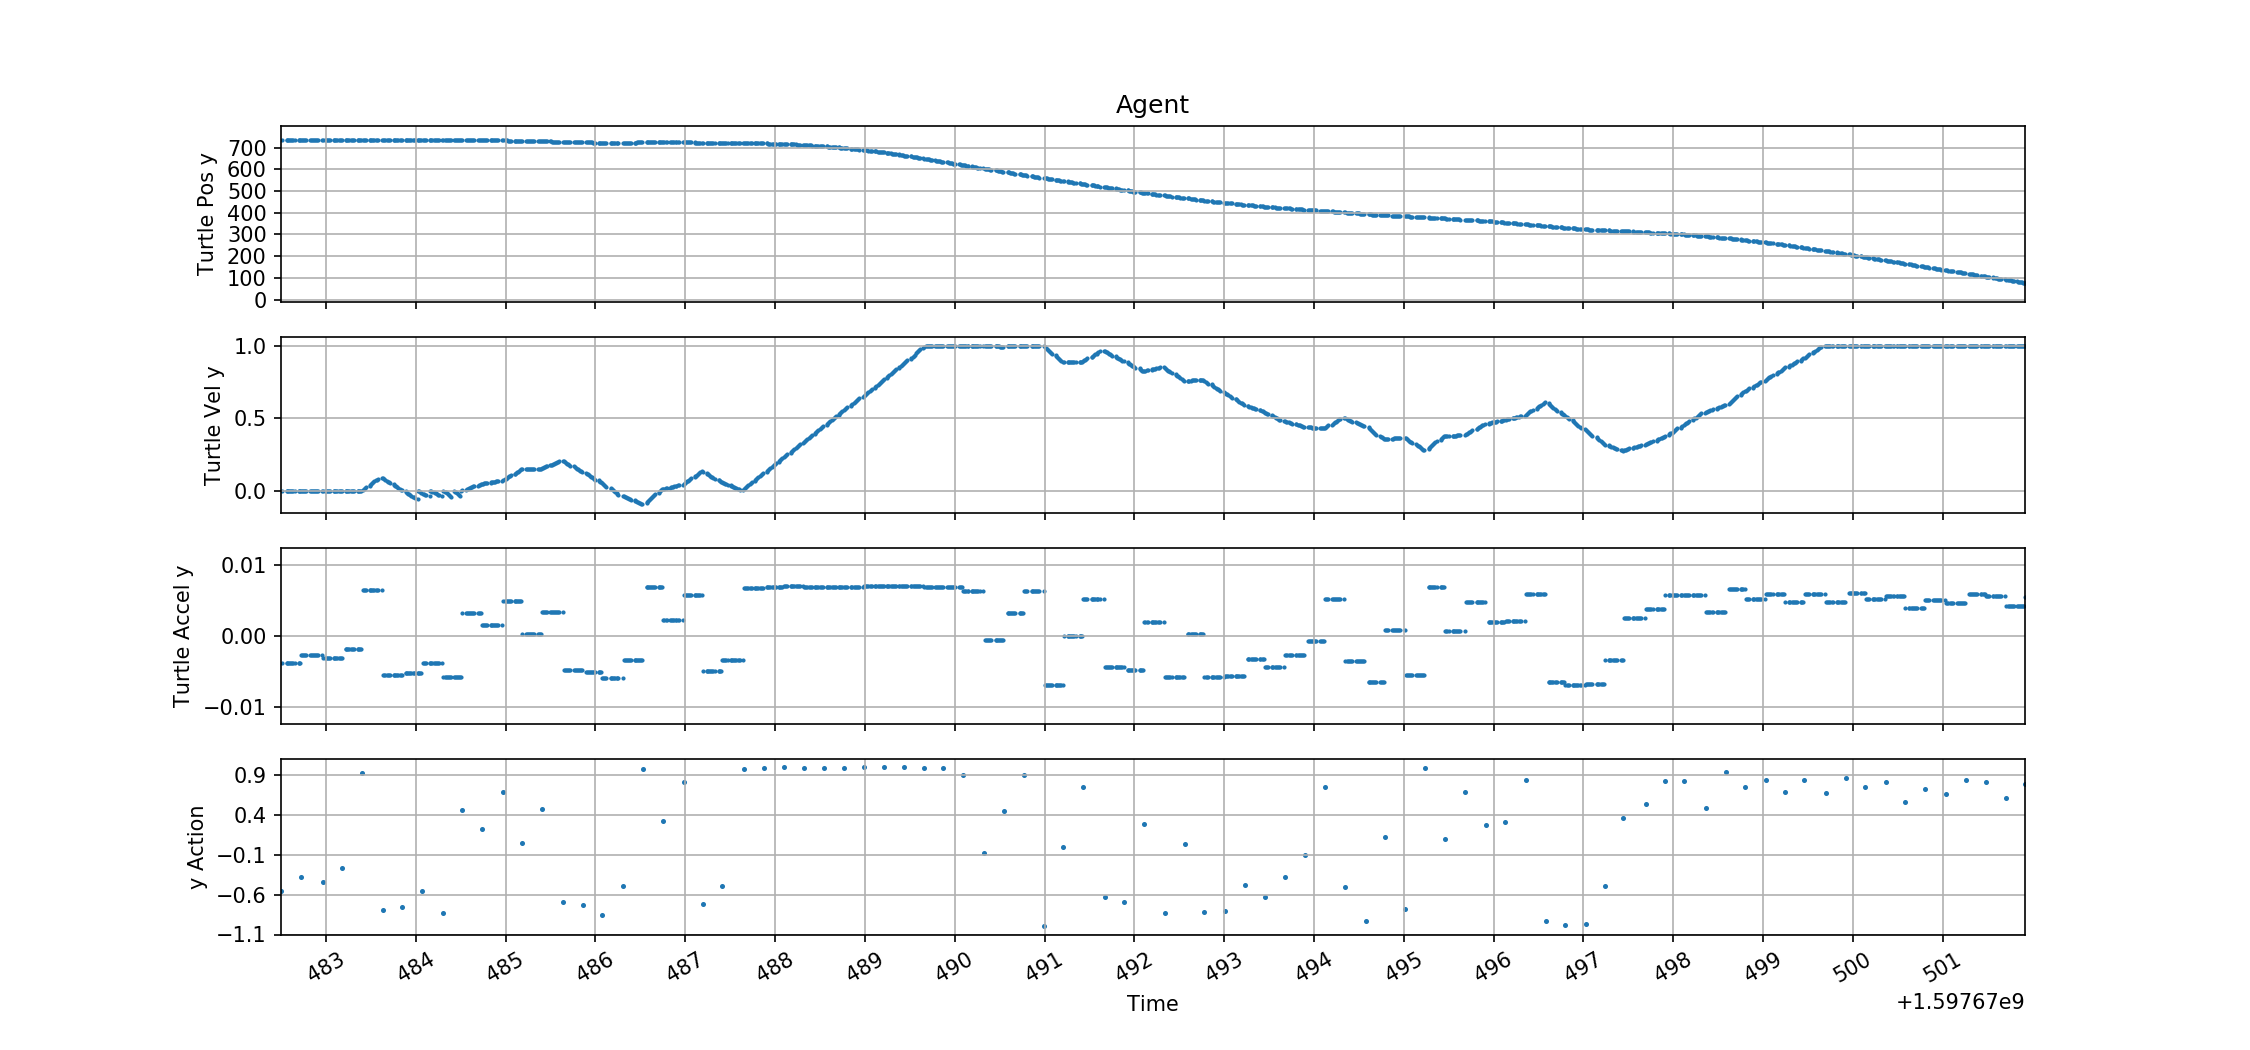 Agent
Turtle Pos y
700
600
500
400
300
200
100
0
Turtle Vel y
1.0
0.5
0.0
Turtle Accel y
0.01
0.00
−0.01
y Action
0.9
0.4
−0.1
−0.6
−1.1
483 484 485 486 487 488 489 490 491 492 493 494 495 496 497 498 499 500 501
Time
+1.59767e9